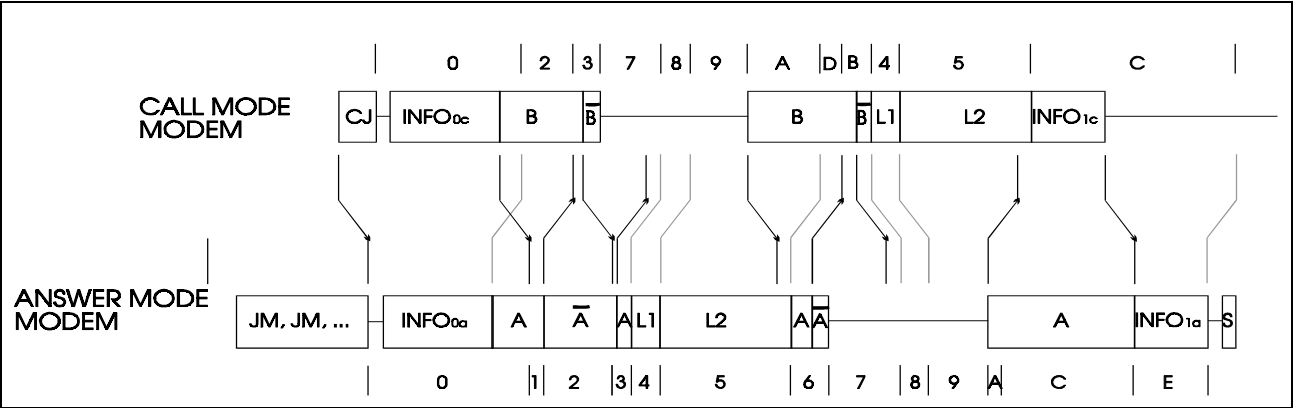 0 2 3 7 8 9 A D B 4 5 C
CALL MODE
MODEM
CJ INFO0c B B̅ B B̅ L1 L2 INFO1c
ANSWER MODE
MODEM
JM, JM, ... INFO0a A A̅ A L1 L2 A A̅ A INFO1a S
0 1 2 3 4 5 6 7 8 9 A C E